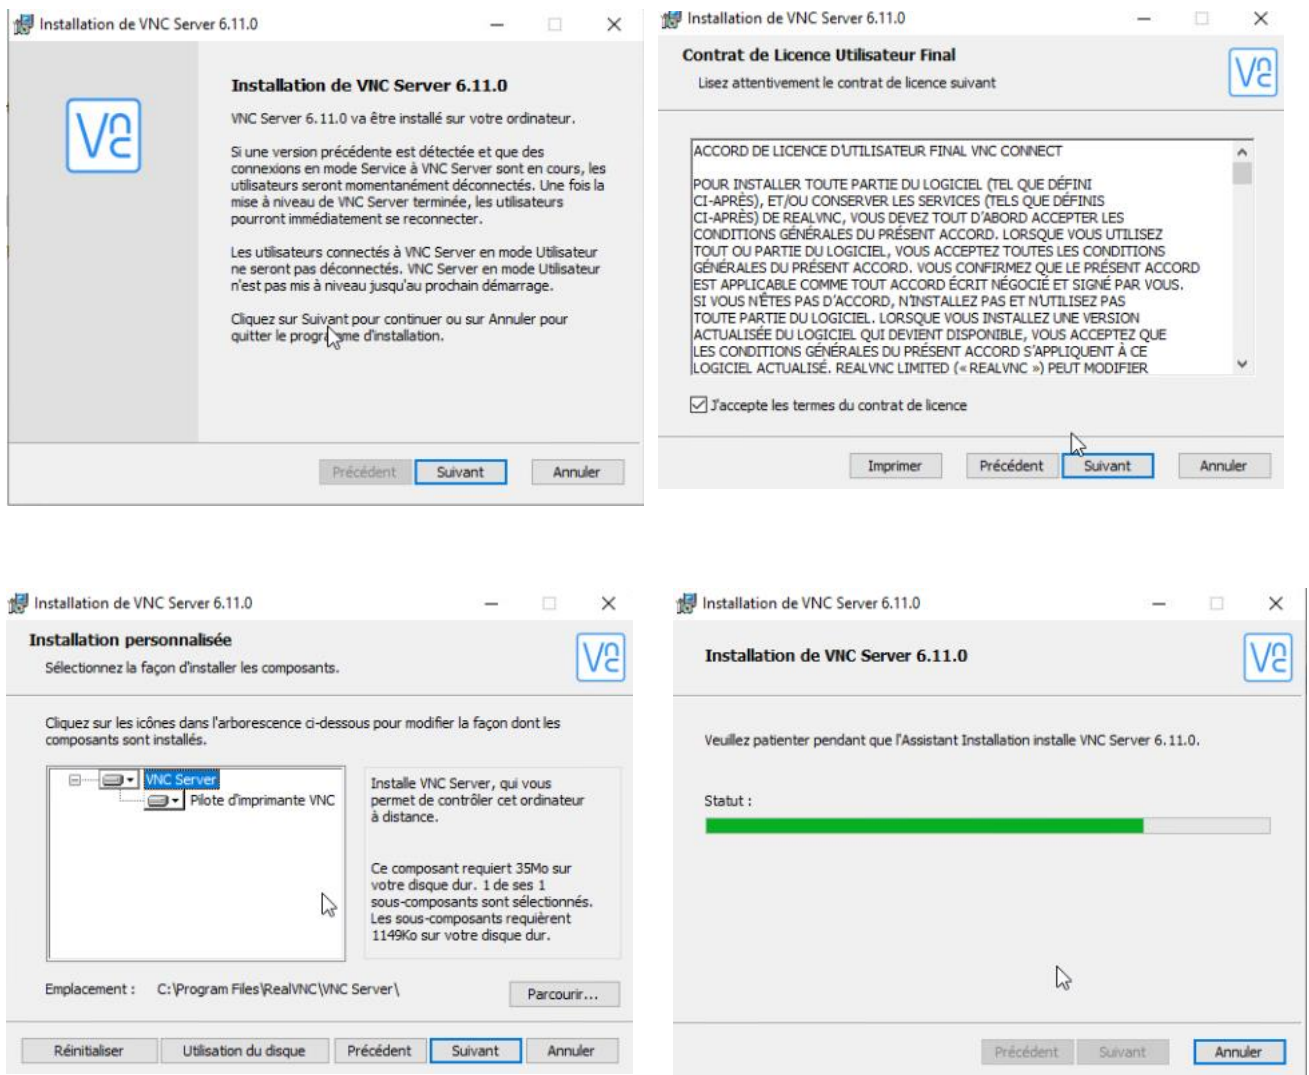 Installation de VNC Server 6.11.0
Installation de VNC Server 6.11.0
VNC Server 6.11.0 va être installé sur votre ordinateur.
Si une version précédente est détectée et que des
connexions en mode Service à VNC Server sont en cours, les
utilisateurs seront momentanément déconnectés. Une fois la
mise à niveau de VNC Server terminée, les utilisateurs
pourront immédiatement se reconnecter.
Les utilisateurs connectés à VNC Server en mode Utilisateur
ne seront pas déconnectés. VNC Server en mode Utilisateur
n'est pas mis à niveau jusqu'au prochain démarrage.
Cliquez sur Suivant pour continuer ou sur Annuler pour
quitter le programme d'installation.
Précédent Suivant Annuler
Installation de VNC Server 6.11.0
Contrat de Licence Utilisateur Final
Lisez attentivement le contrat de licence suivant
ACCORD DE LICENCE D'UTILISATEUR FINAL VNC CONNECT
POUR INSTALLER TOUTE PARTIE DU LOGICIEL (TEL QUE DÉFINI
CI-APRÈS), ET/OU CONSERVER LES SERVICES (TELS QUE DÉFINIS
CI-APRÈS) DE REALVNC, VOUS DEVEZ TOUT D'ABORD ACCEPTER LES
CONDITIONS GÉNÉRALES DU PRÉSENT ACCORD. LORSQUE VOUS UTILISEZ
TOUT OU PARTIE DU LOGICIEL, VOUS ACCEPTEZ TOUTES LES CONDITIONS
GÉNÉRALES DU PRÉSENT ACCORD. VOUS CONFIRMEZ QUE LE PRÉSENT ACCORD
EST APPLICABLE COMME TOUT ACCORD ÉCRIT NÉGOCIÉ ET SIGNÉ PAR VOUS.
SI VOUS N'ÊTES PAS D'ACCORD, N'INSTALLEZ PAS ET N'UTILISEZ PAS
TOUTE PARTIE DU LOGICIEL. LORSQUE VOUS INSTALLEZ UNE VERSION
ACTUALISÉE DU LOGICIEL QUI DEVIENT DISPONIBLE, VOUS ACCEPTEZ QUE
LES CONDITIONS GÉNÉRALES DU PRÉSENT ACCORD S'APPLIQUENT À CE
LOGICIEL ACTUALISÉ. REALVNC LIMITED (« REALVNC ») PEUT MODIFIER
J'accepte les termes du contrat de licence
Imprimer Précédent Suivant Annuler
Installation de VNC Server 6.11.0
Installation personnalisée
Sélectionnez la façon d'installer les composants.
Cliquez sur les icônes dans l'arborescence ci-dessous pour modifier la façon dont les
composants sont installés.
VNC Server
Pilote d'imprimante VNC
Installe VNC Server, qui vous
permet de contrôler cet ordinateur
à distance.
Ce composant requiert 35Mo sur
votre disque dur. 1 de ses 1
sous-composants sont sélectionnés.
Les sous-composants requièrent
1149Ko sur votre disque dur.
Emplacement : C:\Program Files\RealVNC\VNC Server\
Parcourir...
Réinitialiser Utilisation du disque Précédent Suivant Annuler
Installation de VNC Server 6.11.0
Installation de VNC Server 6.11.0
Veuillez patienter pendant que l'Assistant Installation installe VNC Server 6.11.0.
Statut :
Précédent Suivant Annuler